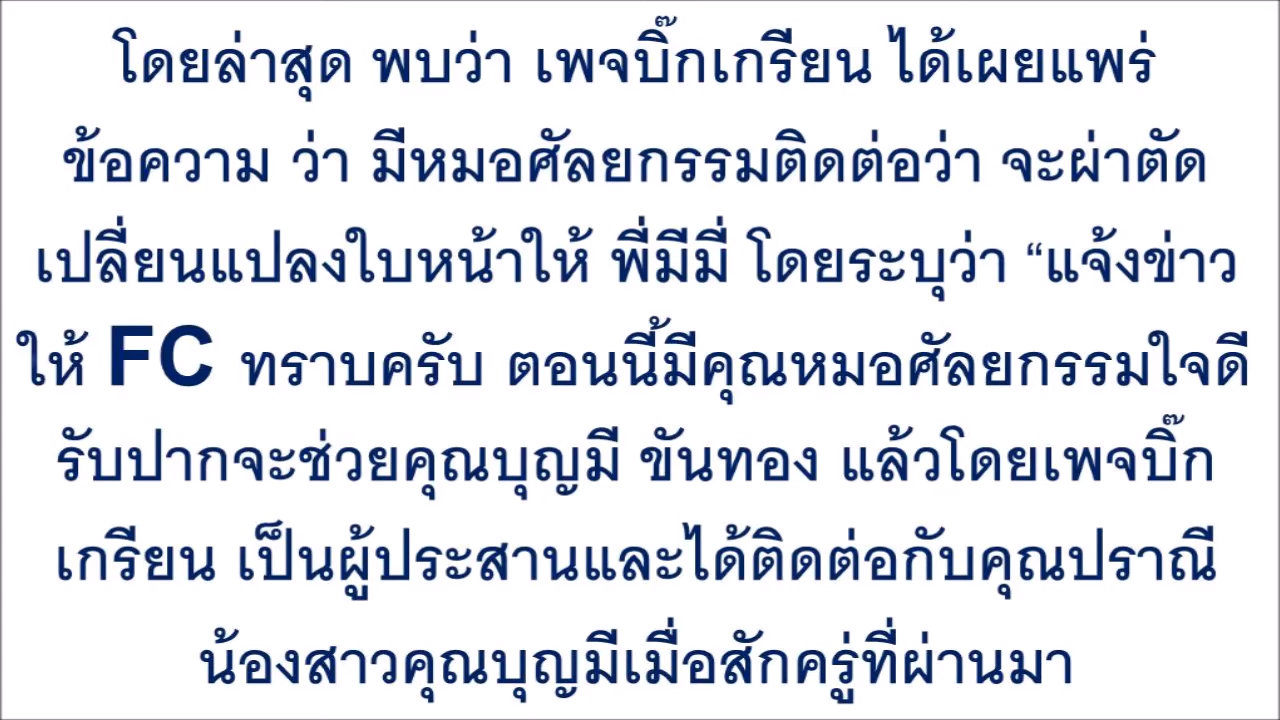 โดยล่าสุด พบว่า เพจบิ๊กเกรียน ได้เผยแพร่
ข้อความ ว่า มีหมอศัลยกรรมติดต่อว่า จะผ่าตัด
เปลี่ยนแปลงใบหน้าให้ พี่มีมี่ โดยระบุว่า “แจ้งข่าว
ให้ FC ทราบครับ ตอนนี้มีคุณหมอศัลยกรรมใจดี
รับปากจะช่วยคุณบุญมี ขันทอง แล้วโดยเพจบิ๊ก
เกรียน เป็นผู้ประสานและได้ติดต่อกับคุณปราณี
น้องสาวคุณบุญมีเมื่อสักครู่ที่ผ่านมา